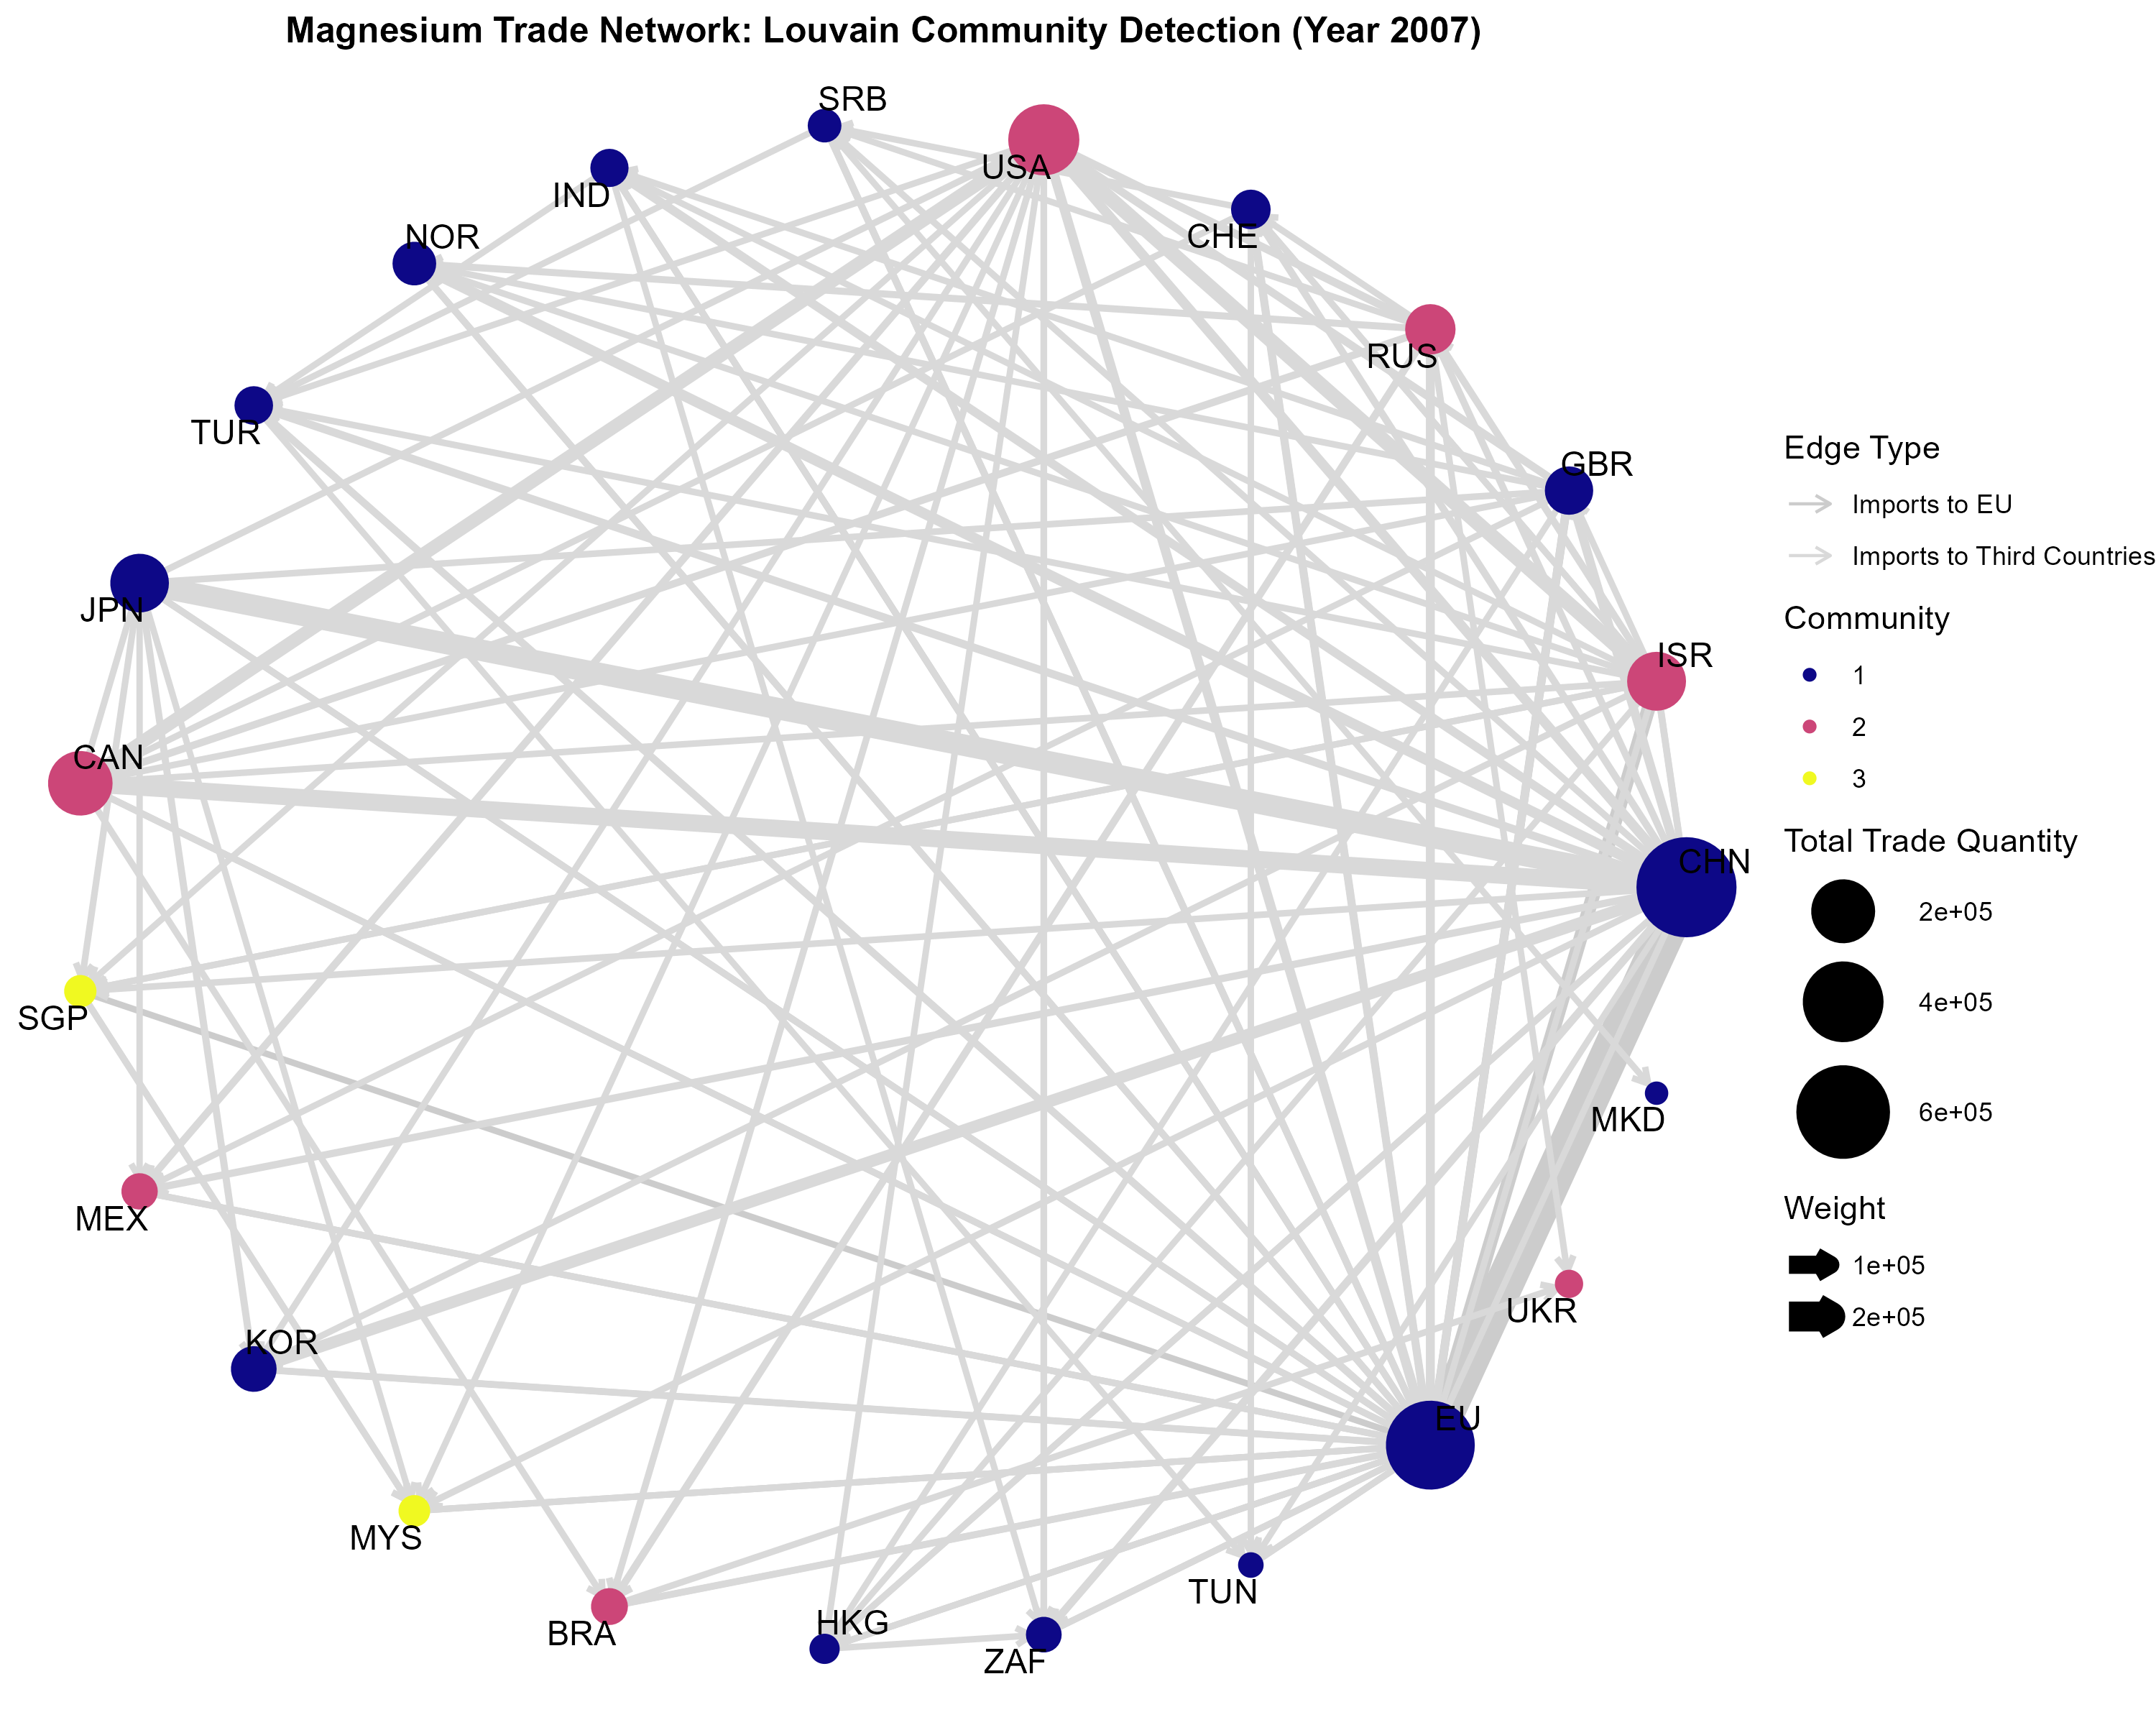 Magnesium Trade Network: Louvain Community Detection (Year 2007)
SRB
USA
IND
CHE
NOR
RUS
TUR
GBR
JPN
ISR
CAN
CHN
SGP
MKD
MEX
UKR
KOR
EU
MYS
TUN
BRA
HKG
ZAF
Edge Type
Imports to EU
Imports to Third Countries
Community
1
2
3
Total Trade Quantity
2e+05
4e+05
6e+05
Weight
1e+05
2e+05